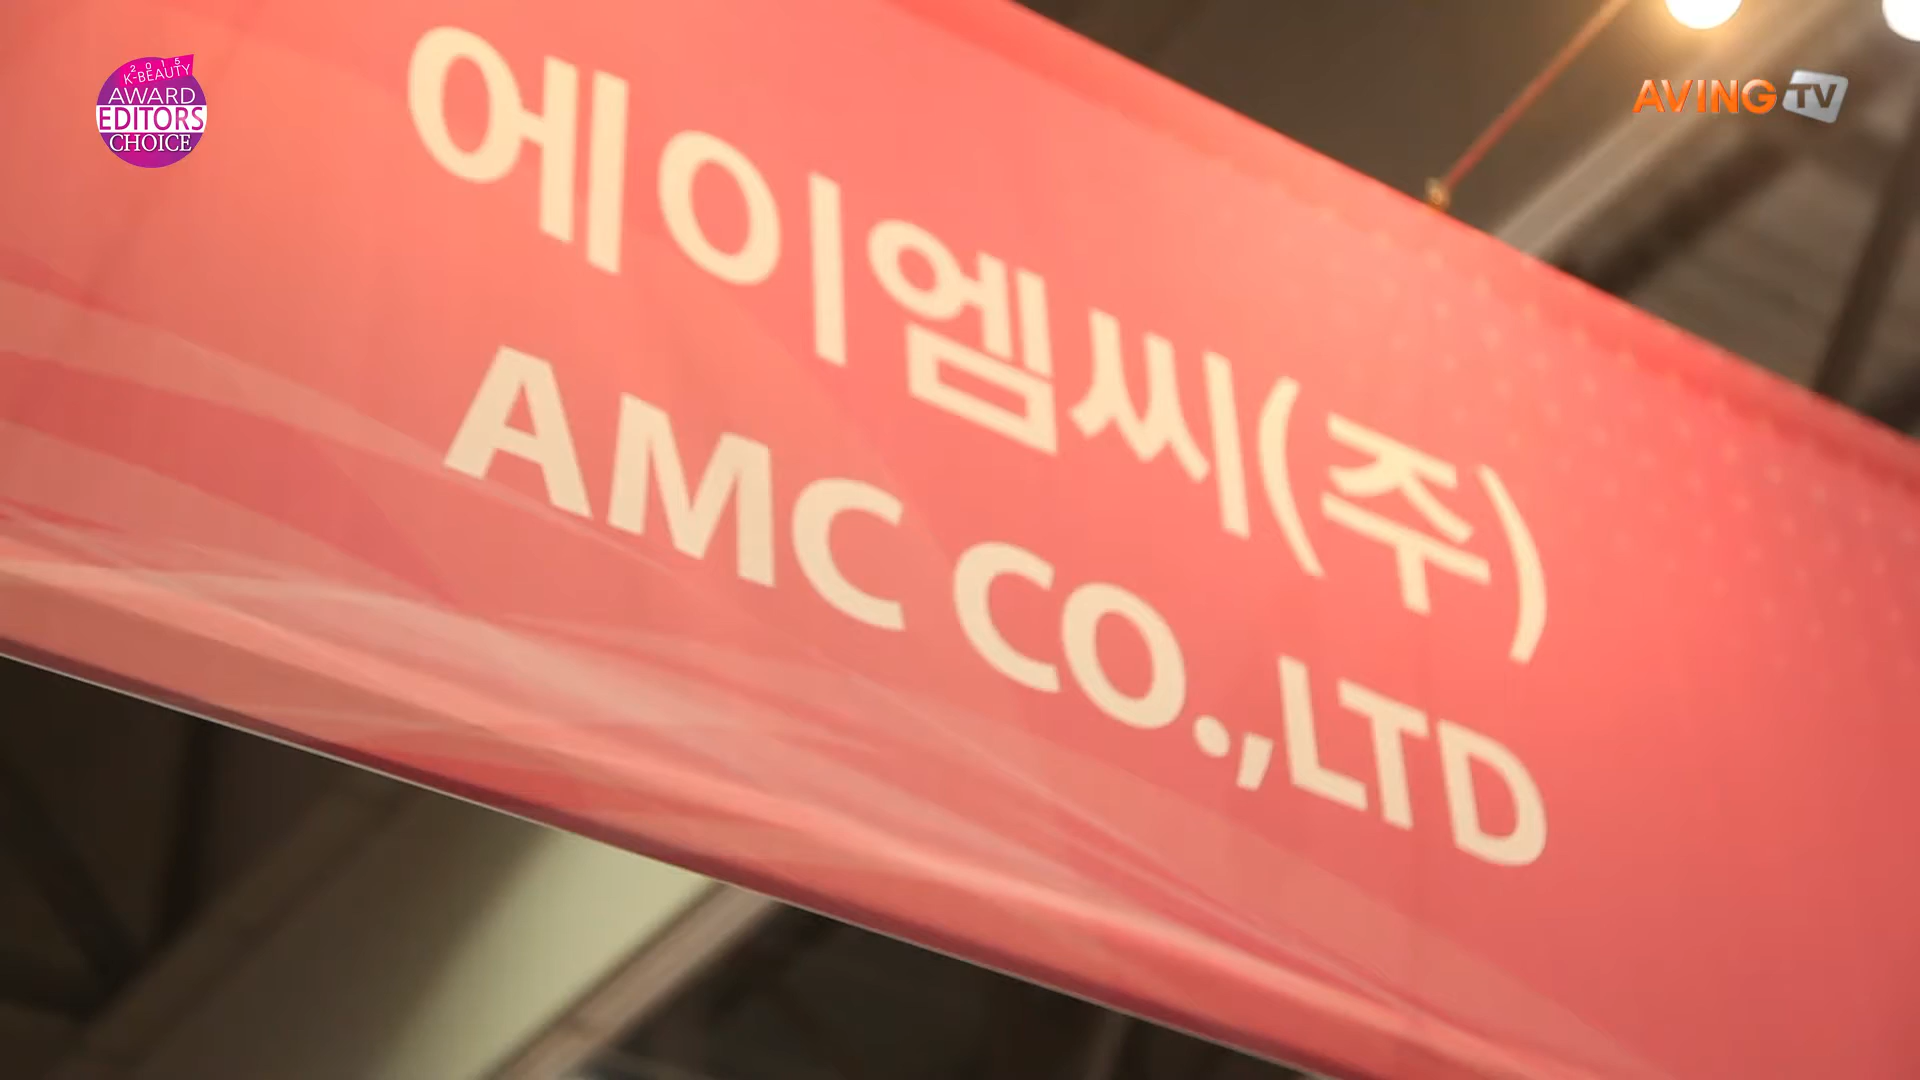 2015
K-BEAUTY
AWARD
EDITORS
CHOICE
AVING TV
에이엠씨(주)
AMC CO.,LTD